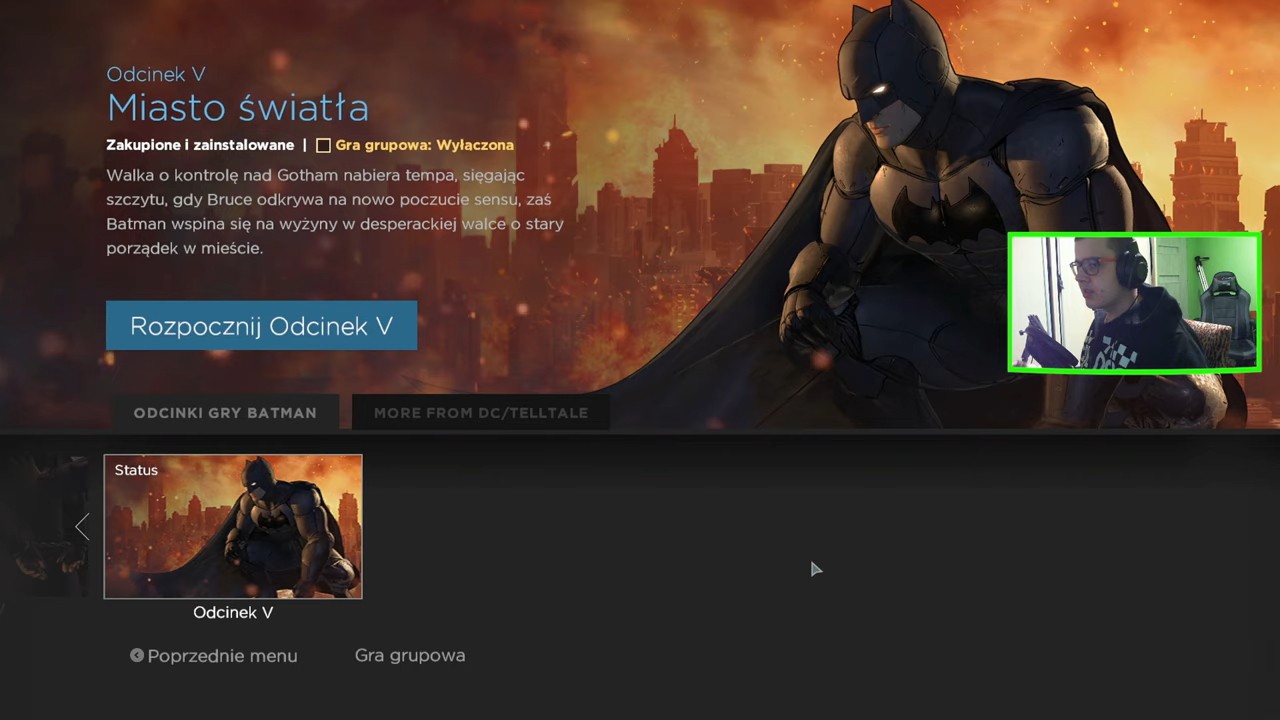 Odcinek V
Miasto światła
Zakupione i zainstalowane | Gra grupowa: Wyłaczona
Walka o kontrolę nad Gotham nabiera tempa, sięgając
szczytu, gdy Bruce odkrywa na nowo poczucie sensu, zaś
Batman wspina się na wyżyny w desperackiej walce o stary
porządek w mieście.
Rozpocznij Odcinek V
ODCINKI GRY BATMAN
MORE FROM DC/TELLTALE
Status
Odcinek V
Poprzednie menu
Gra grupowa